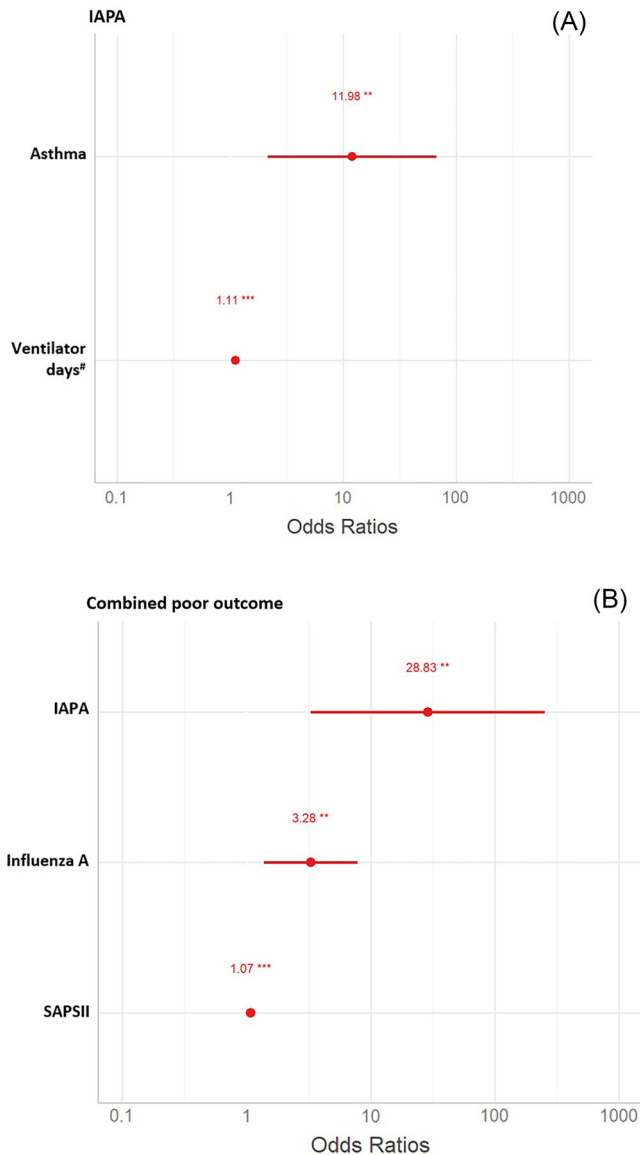 IAPA
(A)
11.98 **
Asthma
1.11 ***
Ventilator
days#
0.1 1 10 100 1000
Odds Ratios
Combined poor outcome
(B)
28.83 **
IAPA
3.28 **
Influenza A
1.07 ***
SAPSII
0.1 1 10 100 1000
Odds Ratios